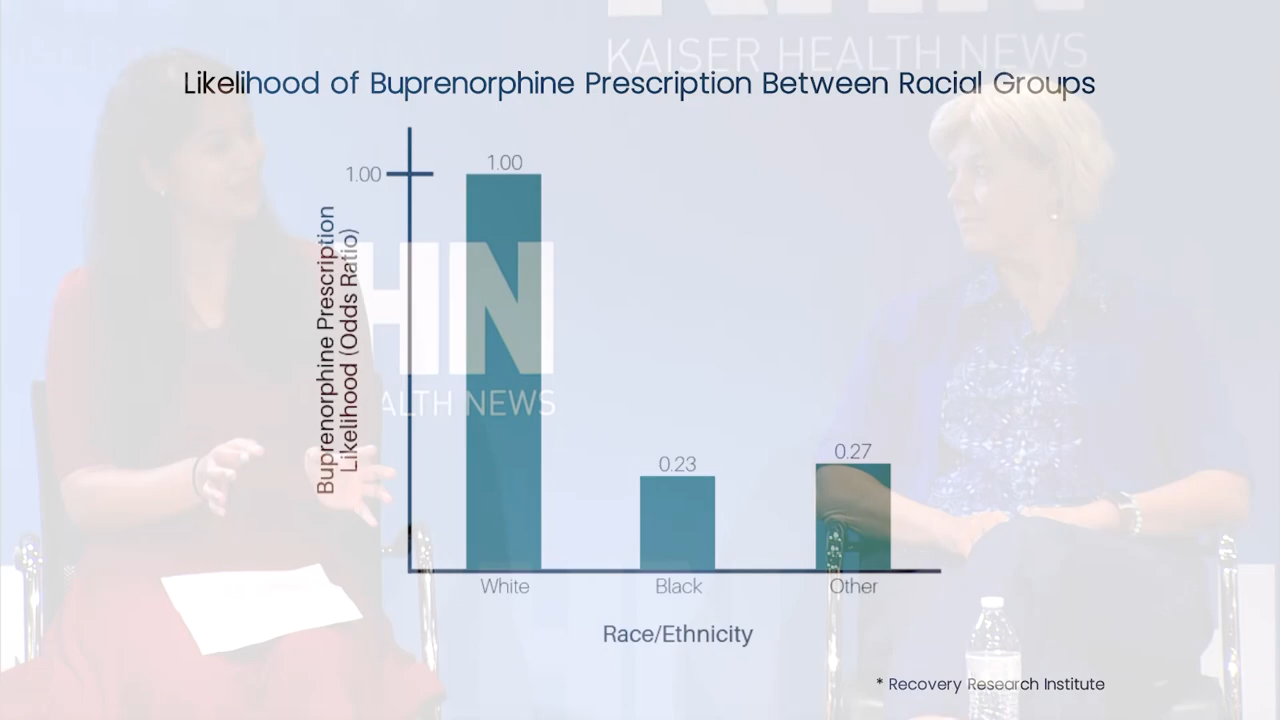 KAISER HEALTH NEWS
Likelihood of Buprenorphine Prescription Between Racial Groups
1.00
1.00
Buprenorphine Prescription
Likelihood (Odds Ratio)
HN
ALTH NEWS
0.23
0.27
White
Black
Other
Race/Ethnicity
* Recovery Research Institute